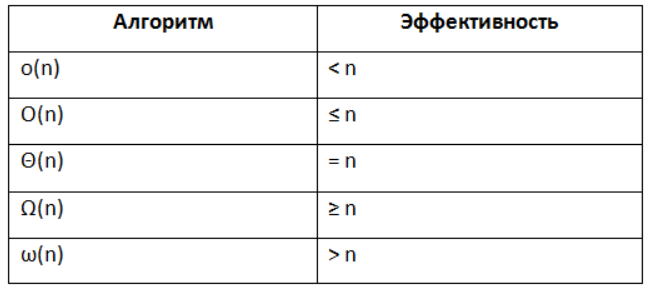 Алгоритм Эффективность
o(n) < n
O(n) ≤ n
Θ(n) = n
Ω(n) ≥ n
ω(n) > n